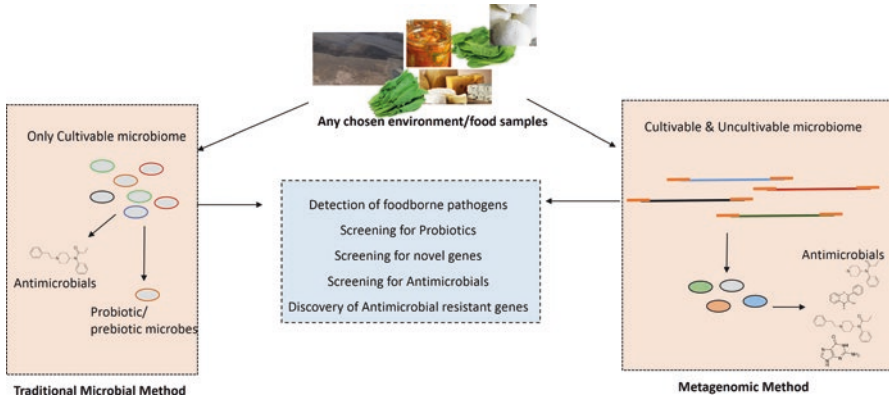 Any chosen environment/food samples
Only Cultivable microbiome
Antimicrobials
Probiotic/
prebiotic microbes
Traditional Microbial Method
Detection of foodborne pathogens
Screening for Probiotics
Screening for novel genes
Screening for Antimicrobials
Discovery of Antimicrobial resistant genes
Cultivable & Uncultivable microbiome
Antimicrobials
Metagenomic Method